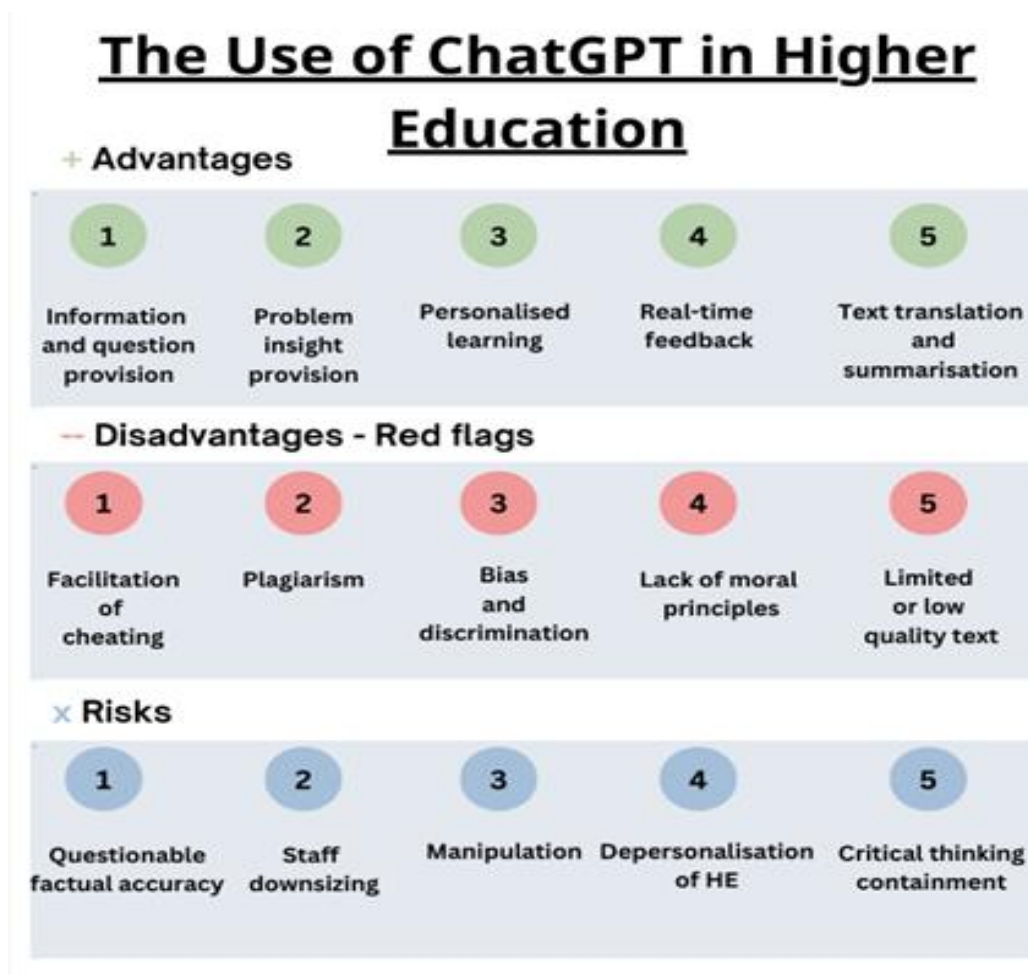 The Use of ChatGPT in Higher
Education
+ Advantages
1
2
3
4
5
Information
and question
provision
Problem
insight
provision
Personalised
learning
Real-time
feedback
Text translation
and
summarisation
-- Disadvantages - Red flags
1
2
3
4
5
Facilitation
of
cheating
Plagiarism
Bias
and
discrimination
Lack of moral
principles
Limited
or low
quality text
x Risks
1
2
3
4
5
Questionable
factual accuracy
Staff
downsizing
Manipulation
Depersonalisation
of HE
Critical thinking
containment